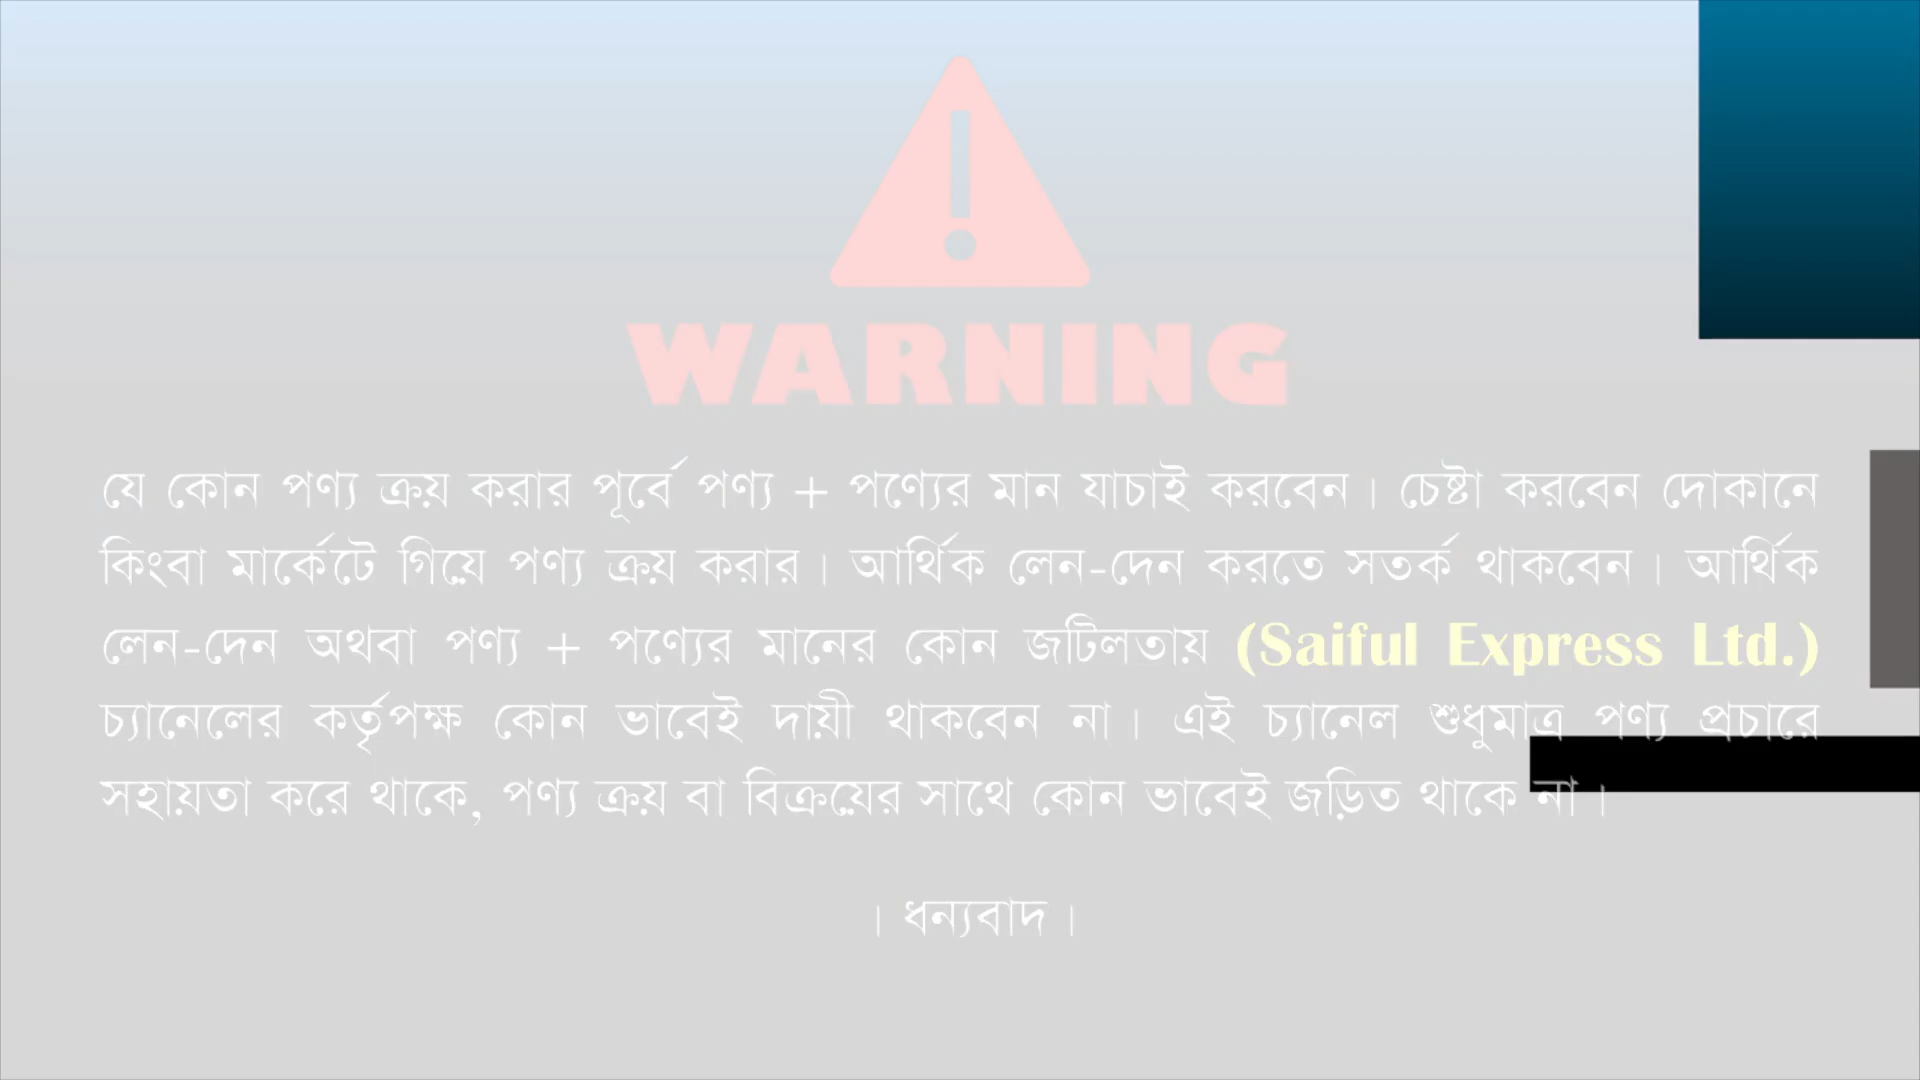 WARNING
যে কোন পণ্য ক্রয় করার পূর্বে পণ্য + পণ্যের মান যাচাই করবেন। চেষ্টা করবেন দোকানে
কিংবা মার্কেটে গিয়ে পণ্য ক্রয় করার। আর্থিক লেন-দেন করতে সতর্ক থাকবেন। আর্থিক
লেন-দেন অথবা পণ্য + পণ্যের মানের কোন জটিলতায় (Saiful Express Ltd.)
চ্যানেলের কর্তৃপক্ষ কোন ভাবেই দায়ী থাকবেন না। এই চ্যানেল শুধুমাত্র পণ্য প্রচারে
সহায়তা করে থাকে, পণ্য ক্রয় বা বিক্রয়ের সাথে কোন ভাবেই জড়িত থাকে না।
। ধন্যবাদ।